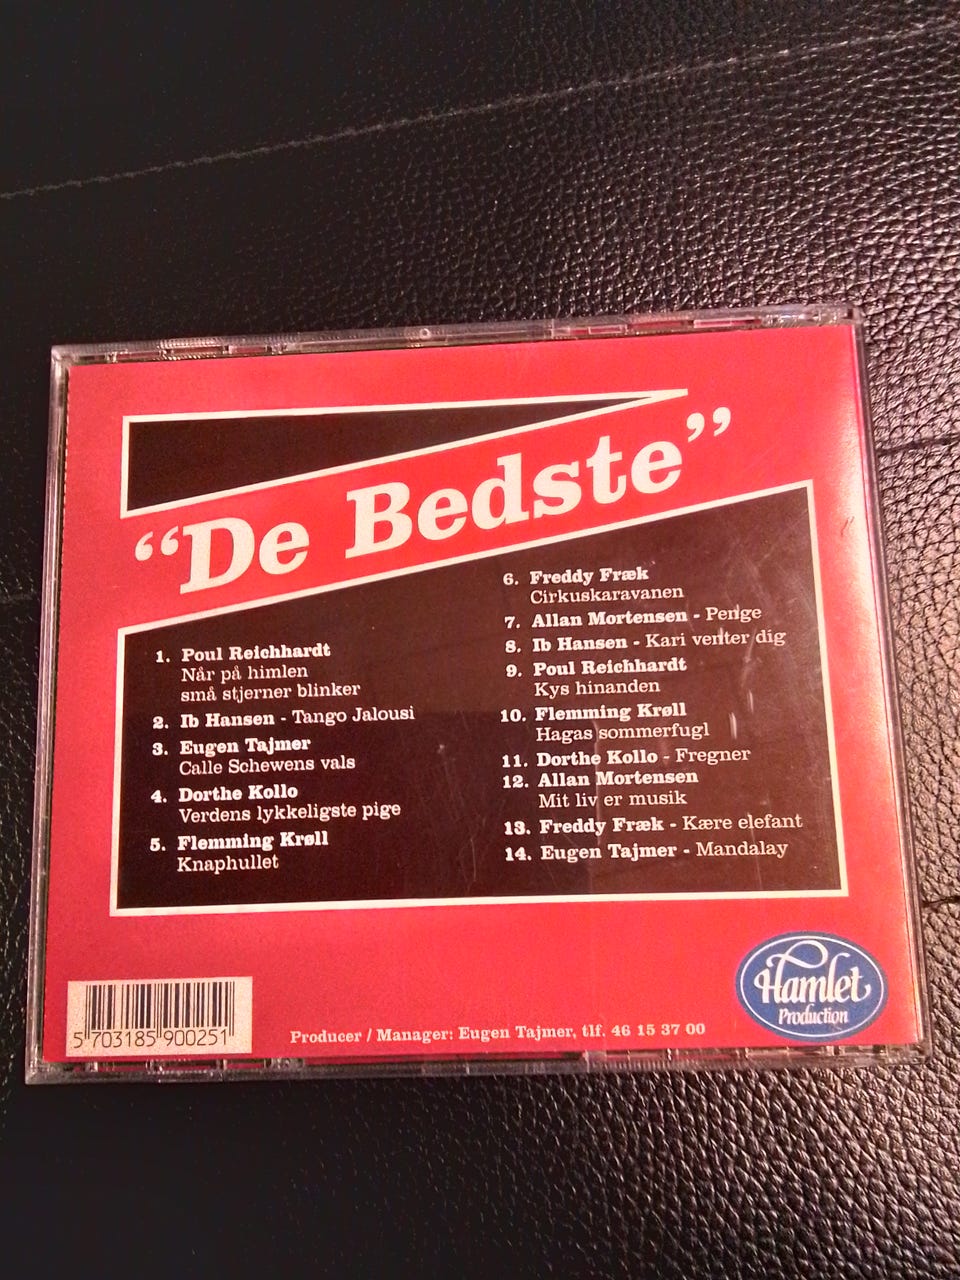 “De Bedste”
1. Poul Reichhardt
Når på himlen
små stjerner blinker
2. Ib Hansen - Tango Jalousi
3. Eugen Tajmer
Calle Schewens vals
4. Dorthe Kollo
Verdens lykkeligste pige
5. Flemming Krøll
Knaphullet
6. Freddy Fræk
Cirkuskaravanen
7. Allan Mortensen - Penge
8. Ib Hansen - Kari venter dig
9. Poul Reichhardt
Kys hinanden
10. Flemming Krøll
Hagas sommerfugl
11. Dorthe Kollo - Fregner
12. Allan Mortensen
Mit liv er musik
13. Freddy Fræk - Kære elefant
14. Eugen Tajmer - Mandalay
5 703185 900251
Producer / Manager: Eugen Tajmer, tlf. 46 15 37 00
Hamlet
Production